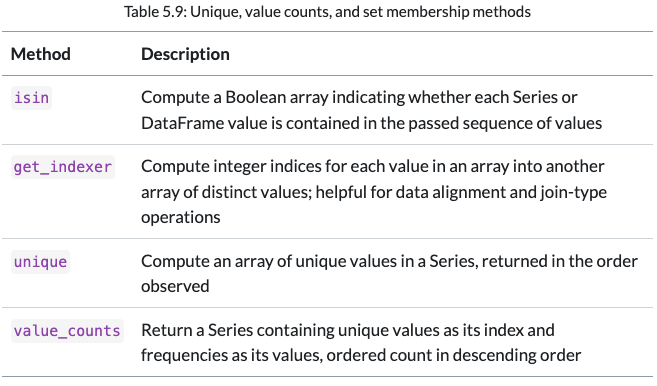 Table 5.9: Unique, value counts, and set membership methods
Method Description
isin Compute a Boolean array indicating whether each Series or
DataFrame value is contained in the passed sequence of values
get_indexer Compute integer indices for each value in an array into another
array of distinct values; helpful for data alignment and join-type
operations
unique Compute an array of unique values in a Series, returned in the order
observed
value_counts Return a Series containing unique values as its index and
frequencies as its values, ordered count in descending order